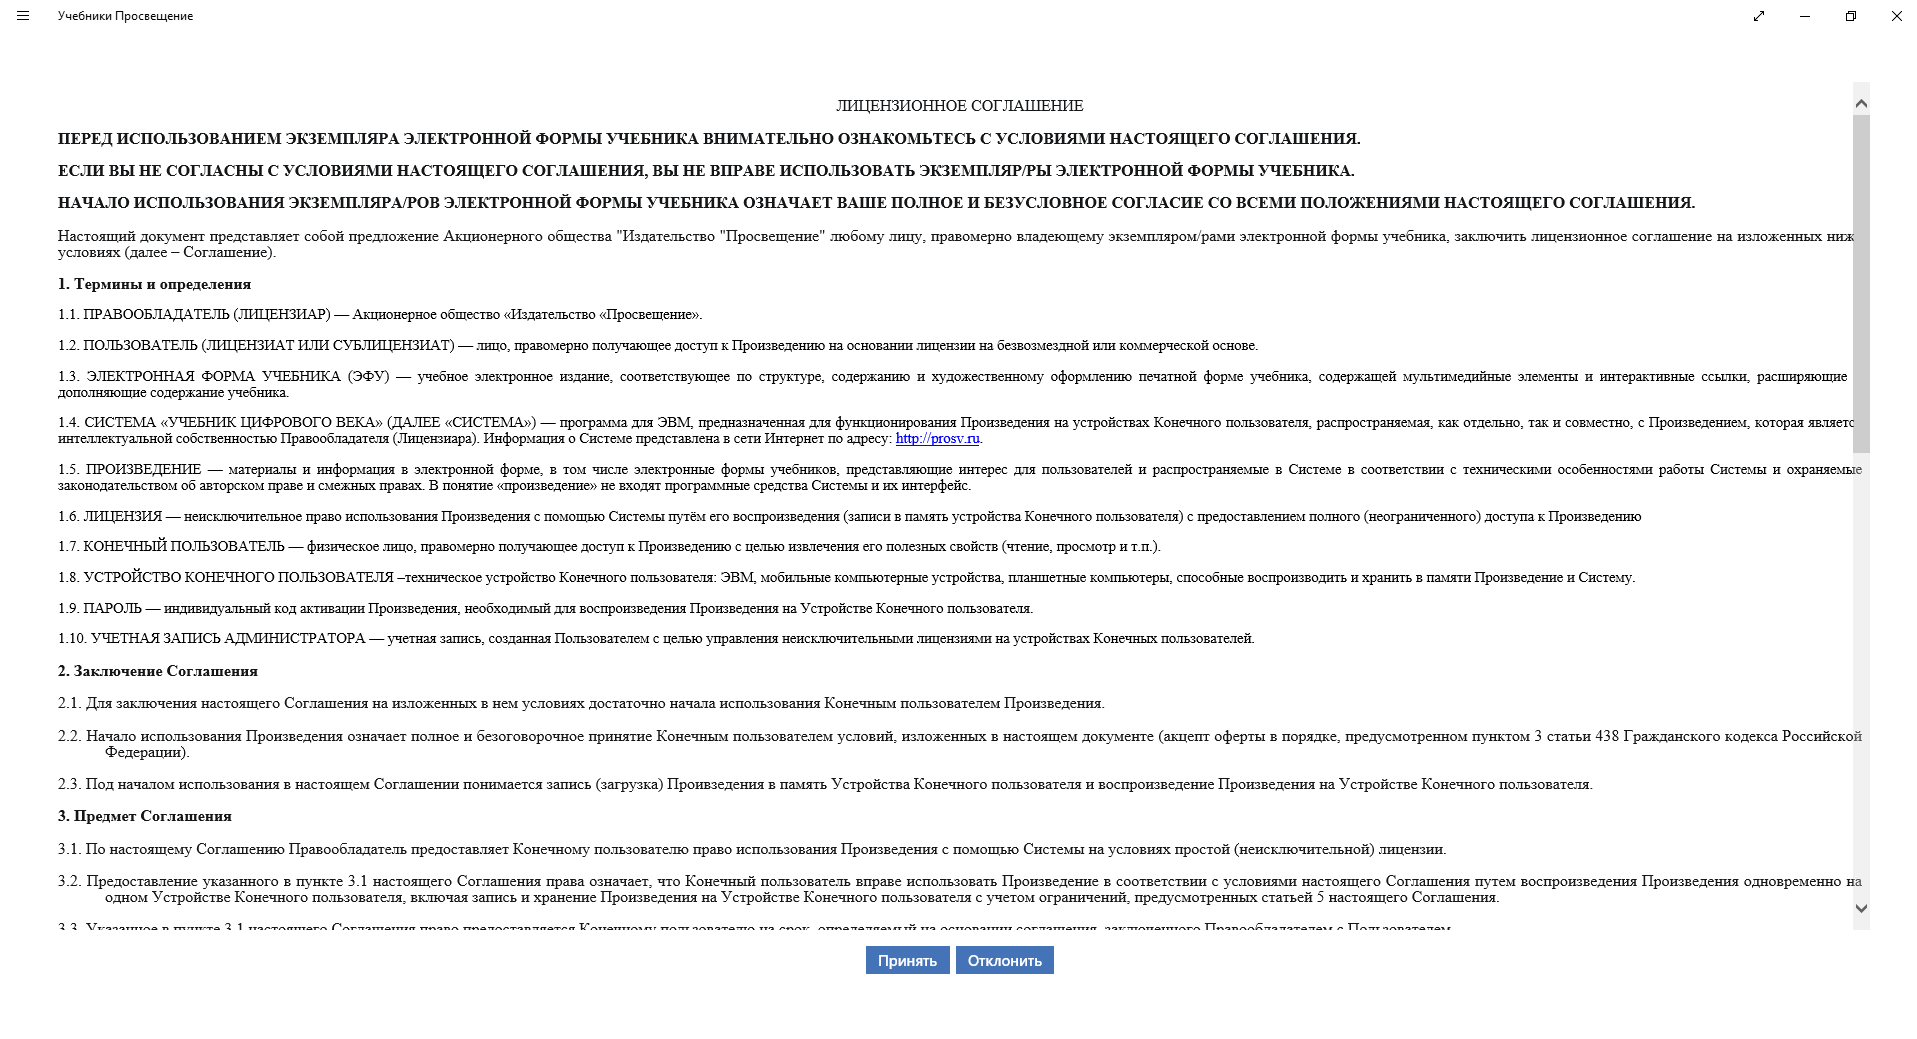 Учебники Просвещение
ЛИЦЕНЗИОННОЕ СОГЛАШЕНИЕ
ПЕРЕД ИСПОЛЬЗОВАНИЕМ ЭКЗЕМПЛЯРА ЭЛЕКТРОННОЙ ФОРМЫ УЧЕБНИКА ВНИМАТЕЛЬНО ОЗНАКОМЬТЕСЬ С УСЛОВИЯМИ НАСТОЯЩЕГО СОГЛАШЕНИЯ.
ЕСЛИ ВЫ НЕ СОГЛАСНЫ С УСЛОВИЯМИ НАСТОЯЩЕГО СОГЛАШЕНИЯ, ВЫ НЕ ВПРАВЕ ИСПОЛЬЗОВАТЬ ЭКЗЕМПЛЯР/РЫ ЭЛЕКТРОННОЙ ФОРМЫ УЧЕБНИКА.
НАЧАЛО ИСПОЛЬЗОВАНИЯ ЭКЗЕМПЛЯРА/РОВ ЭЛЕКТРОННОЙ ФОРМЫ УЧЕБНИКА ОЗНАЧАЕТ ВАШЕ ПОЛНОЕ И БЕЗУСЛОВНОЕ СОГЛАСИЕ СО ВСЕМИ ПОЛОЖЕНИЯМИ НАСТОЯЩЕГО СОГЛАШЕНИЯ.
Настоящий документ представляет собой предложение Акционерного общества "Издательство "Просвещение" любому лицу, правомерно владеющему экземпляром/рами электронной формы учебника, заключить лицензионное соглашение на изложенных ниж
условиях (далее – Соглашение).
1. Термины и определения
1.1. ПРАВООБЛАДАТЕЛЬ (ЛИЦЕНЗИАР) — Акционерное общество «Издательство «Просвещение».
1.2. ПОЛЬЗОВАТЕЛЬ (ЛИЦЕНЗИАТ ИЛИ СУБЛИЦЕНЗИАТ) — лицо, правомерно получающее доступ к Произведению на основании лицензии на безвозмездной или коммерческой основе.
1.3. ЭЛЕКТРОННАЯ ФОРМА УЧЕБНИКА (ЭФУ) — учебное электронное издание, соответствующее по структуре, содержанию и художественному оформлению печатной форме учебника, содержащей мультимедийные элементы и интерактивные ссылки, расширяющие
дополняющие содержание учебника.
1.4. СИСТЕМА «УЧЕБНИК ЦИФРОВОГО ВЕКА» (ДАЛЕЕ «СИСТЕМА») — программа для ЭВМ, предназначенная для функционирования Произведения на устройствах Конечного пользователя, распространяемая, как отдельно, так и совместно, с Произведением, которая являетс
интеллектуальной собственностью Правообладателя (Лицензиара). Информация о Системе представлена в сети Интернет по адресу: http://prosv.ru.
1.5. ПРОИЗВЕДЕНИЕ — материалы и информация в электронной форме, в том числе электронные формы учебников, представляющие интерес для пользователей и распространяемые в Системе в соответствии с техническими особенностями работы Системы и охраняемые
законодательством об авторском праве и смежных правах. В понятие «произведение» не входят программные средства Системы и их интерфейс.
1.6. ЛИЦЕНЗИЯ — неисключительное право использования Произведения с помощью Системы путём его воспроизведения (записи в память устройства Конечного пользователя) с предоставлением полного (неограниченного) доступа к Произведению
1.7. КОНЕЧНЫЙ ПОЛЬЗОВАТЕЛЬ — физическое лицо, правомерно получающее доступ к Произведению с целью извлечения его полезных свойств (чтение, просмотр и т.п.).
1.8. УСТРОЙСТВО КОНЕЧНОГО ПОЛЬЗОВАТЕЛЯ –техническое устройство Конечного пользователя: ЭВМ, мобильные компьютерные устройства, планшетные компьютеры, способные воспроизводить и хранить в памяти Произведение и Систему.
1.9. ПАРОЛЬ — индивидуальный код активации Произведения, необходимый для воспроизведения Произведения на Устройстве Конечного пользователя.
1.10. УЧЕТНАЯ ЗАПИСЬ АДМИНИСТРАТОРА — учетная запись, созданная Пользователем с целью управления неисключительными лицензиями на устройствах Конечных пользователей.
2. Заключение Соглашения
2.1. Для заключения настоящего Соглашения на изложенных в нем условиях достаточно начала использования Конечным пользователем Произведения.
2.2. Начало использования Произведения означает полное и безоговорочное принятие Конечным пользователем условий, изложенных в настоящем документе (акцепт оферты в порядке, предусмотренном пунктом 3 статьи 438 Гражданского кодекса Российской
Федерации).
2.3. Под началом использования в настоящем Соглашении понимается запись (загрузка) Проивзедения в память Устройства Конечного пользователя и воспроизведение Произведения на Устройстве Конечного пользователя.
3. Предмет Соглашения
3.1. По настоящему Соглашению Правообладатель предоставляет Конечному пользователю право использования Произведения с помощью Системы на условиях простой (неисключительной) лицензии.
3.2. Предоставление указанного в пункте 3.1 настоящего Соглашения права означает, что Конечный пользователь вправе использовать Произведение в соответствии с условиями настоящего Соглашения путем воспроизведения Произведения одновременно на
одном Устройстве Конечного пользователя, включая запись и хранение Произведения на Устройстве Конечного пользователя с учетом ограничений, предусмотренных статьей 5 настоящего Соглашения.
3.3. Указанное в пункте 3.1 настоящего Соглашения право предоставляется Конечному пользователю на срок, определяемый на основании соглашения, заключенного Правообладателем с Пользователем.
Принять
Отклонить